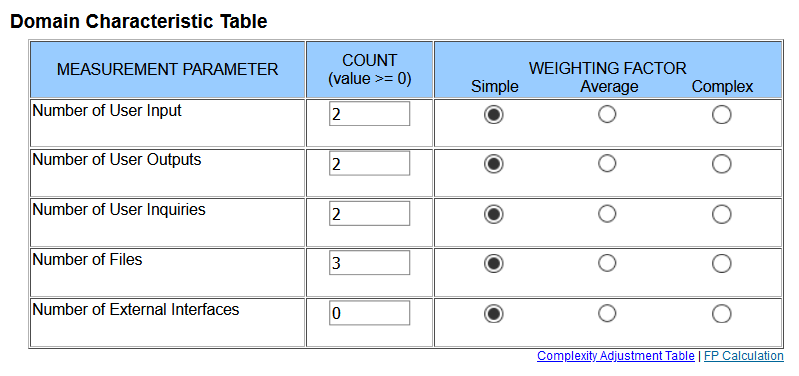 Domain Characteristic Table
MEASUREMENT PARAMETER
COUNT
(value >= 0)
WEIGHTING FACTOR
Simple Average Complex
Number of User Input 2
Number of User Outputs 2
Number of User Inquiries 2
Number of Files 3
Number of External Interfaces 0
Complexity Adjustment Table | FP Calculation